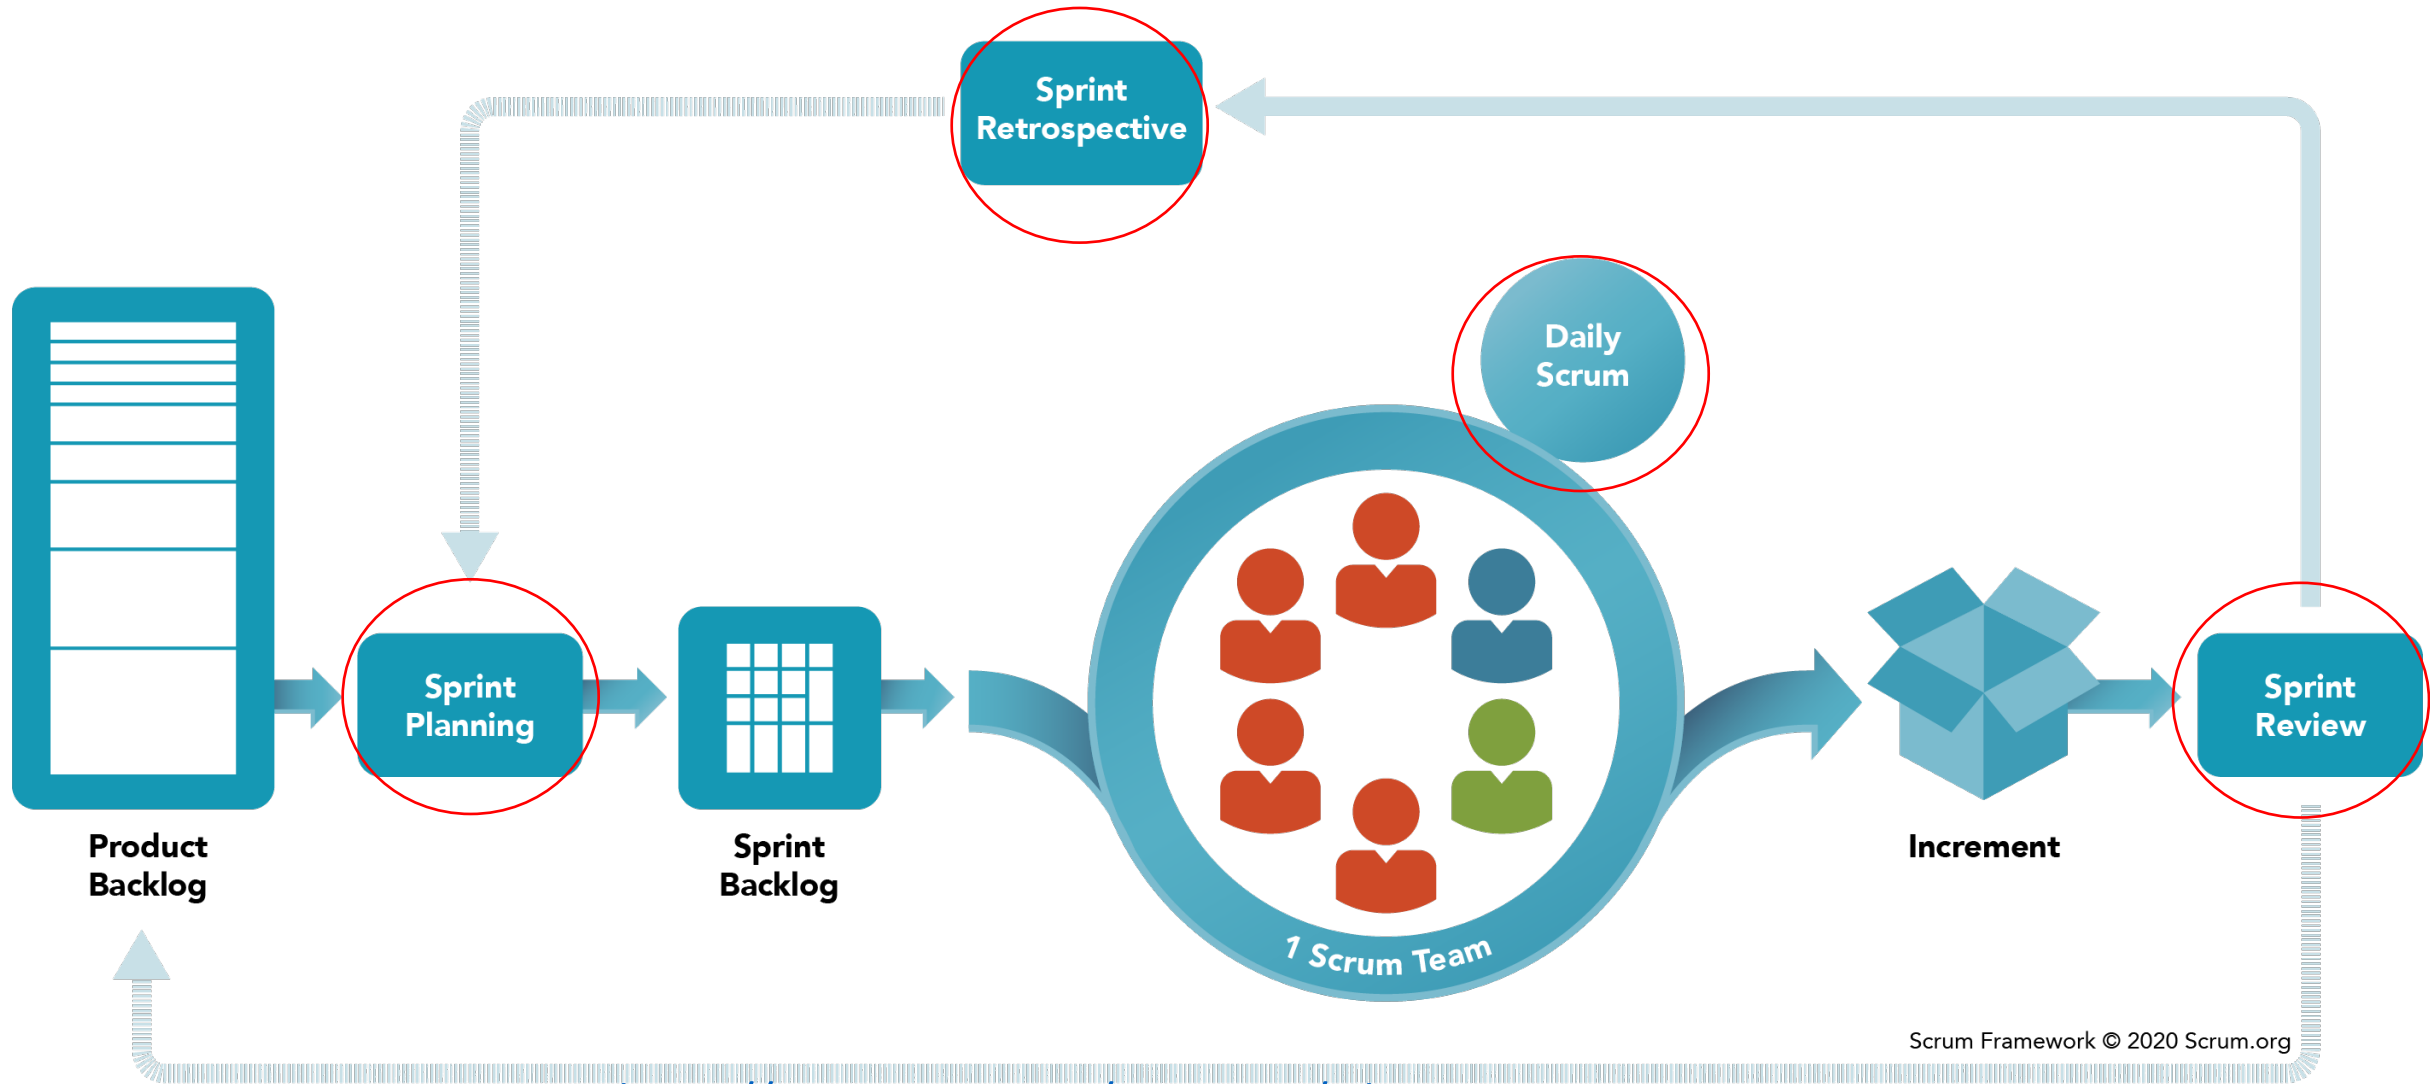 Sprint
Retrospective
Daily
Scrum
Sprint
Planning
Sprint
Review
Product
Backlog
Sprint
Backlog
Increment
1 Scrum Team
Scrum Framework © 2020 Scrum.org